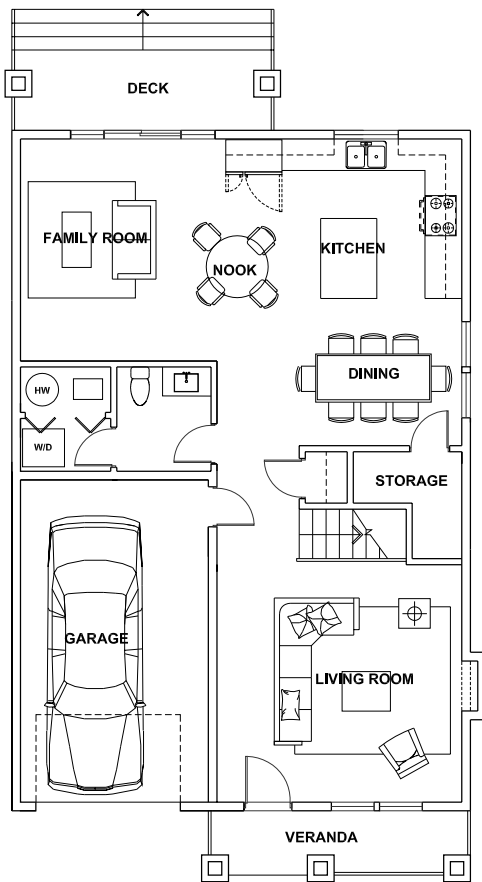 DECK
FAMILY ROOM
KITCHEN
NOOK
DINING
HW
W/D
STORAGE
GARAGE
LIVING ROOM
VERANDA